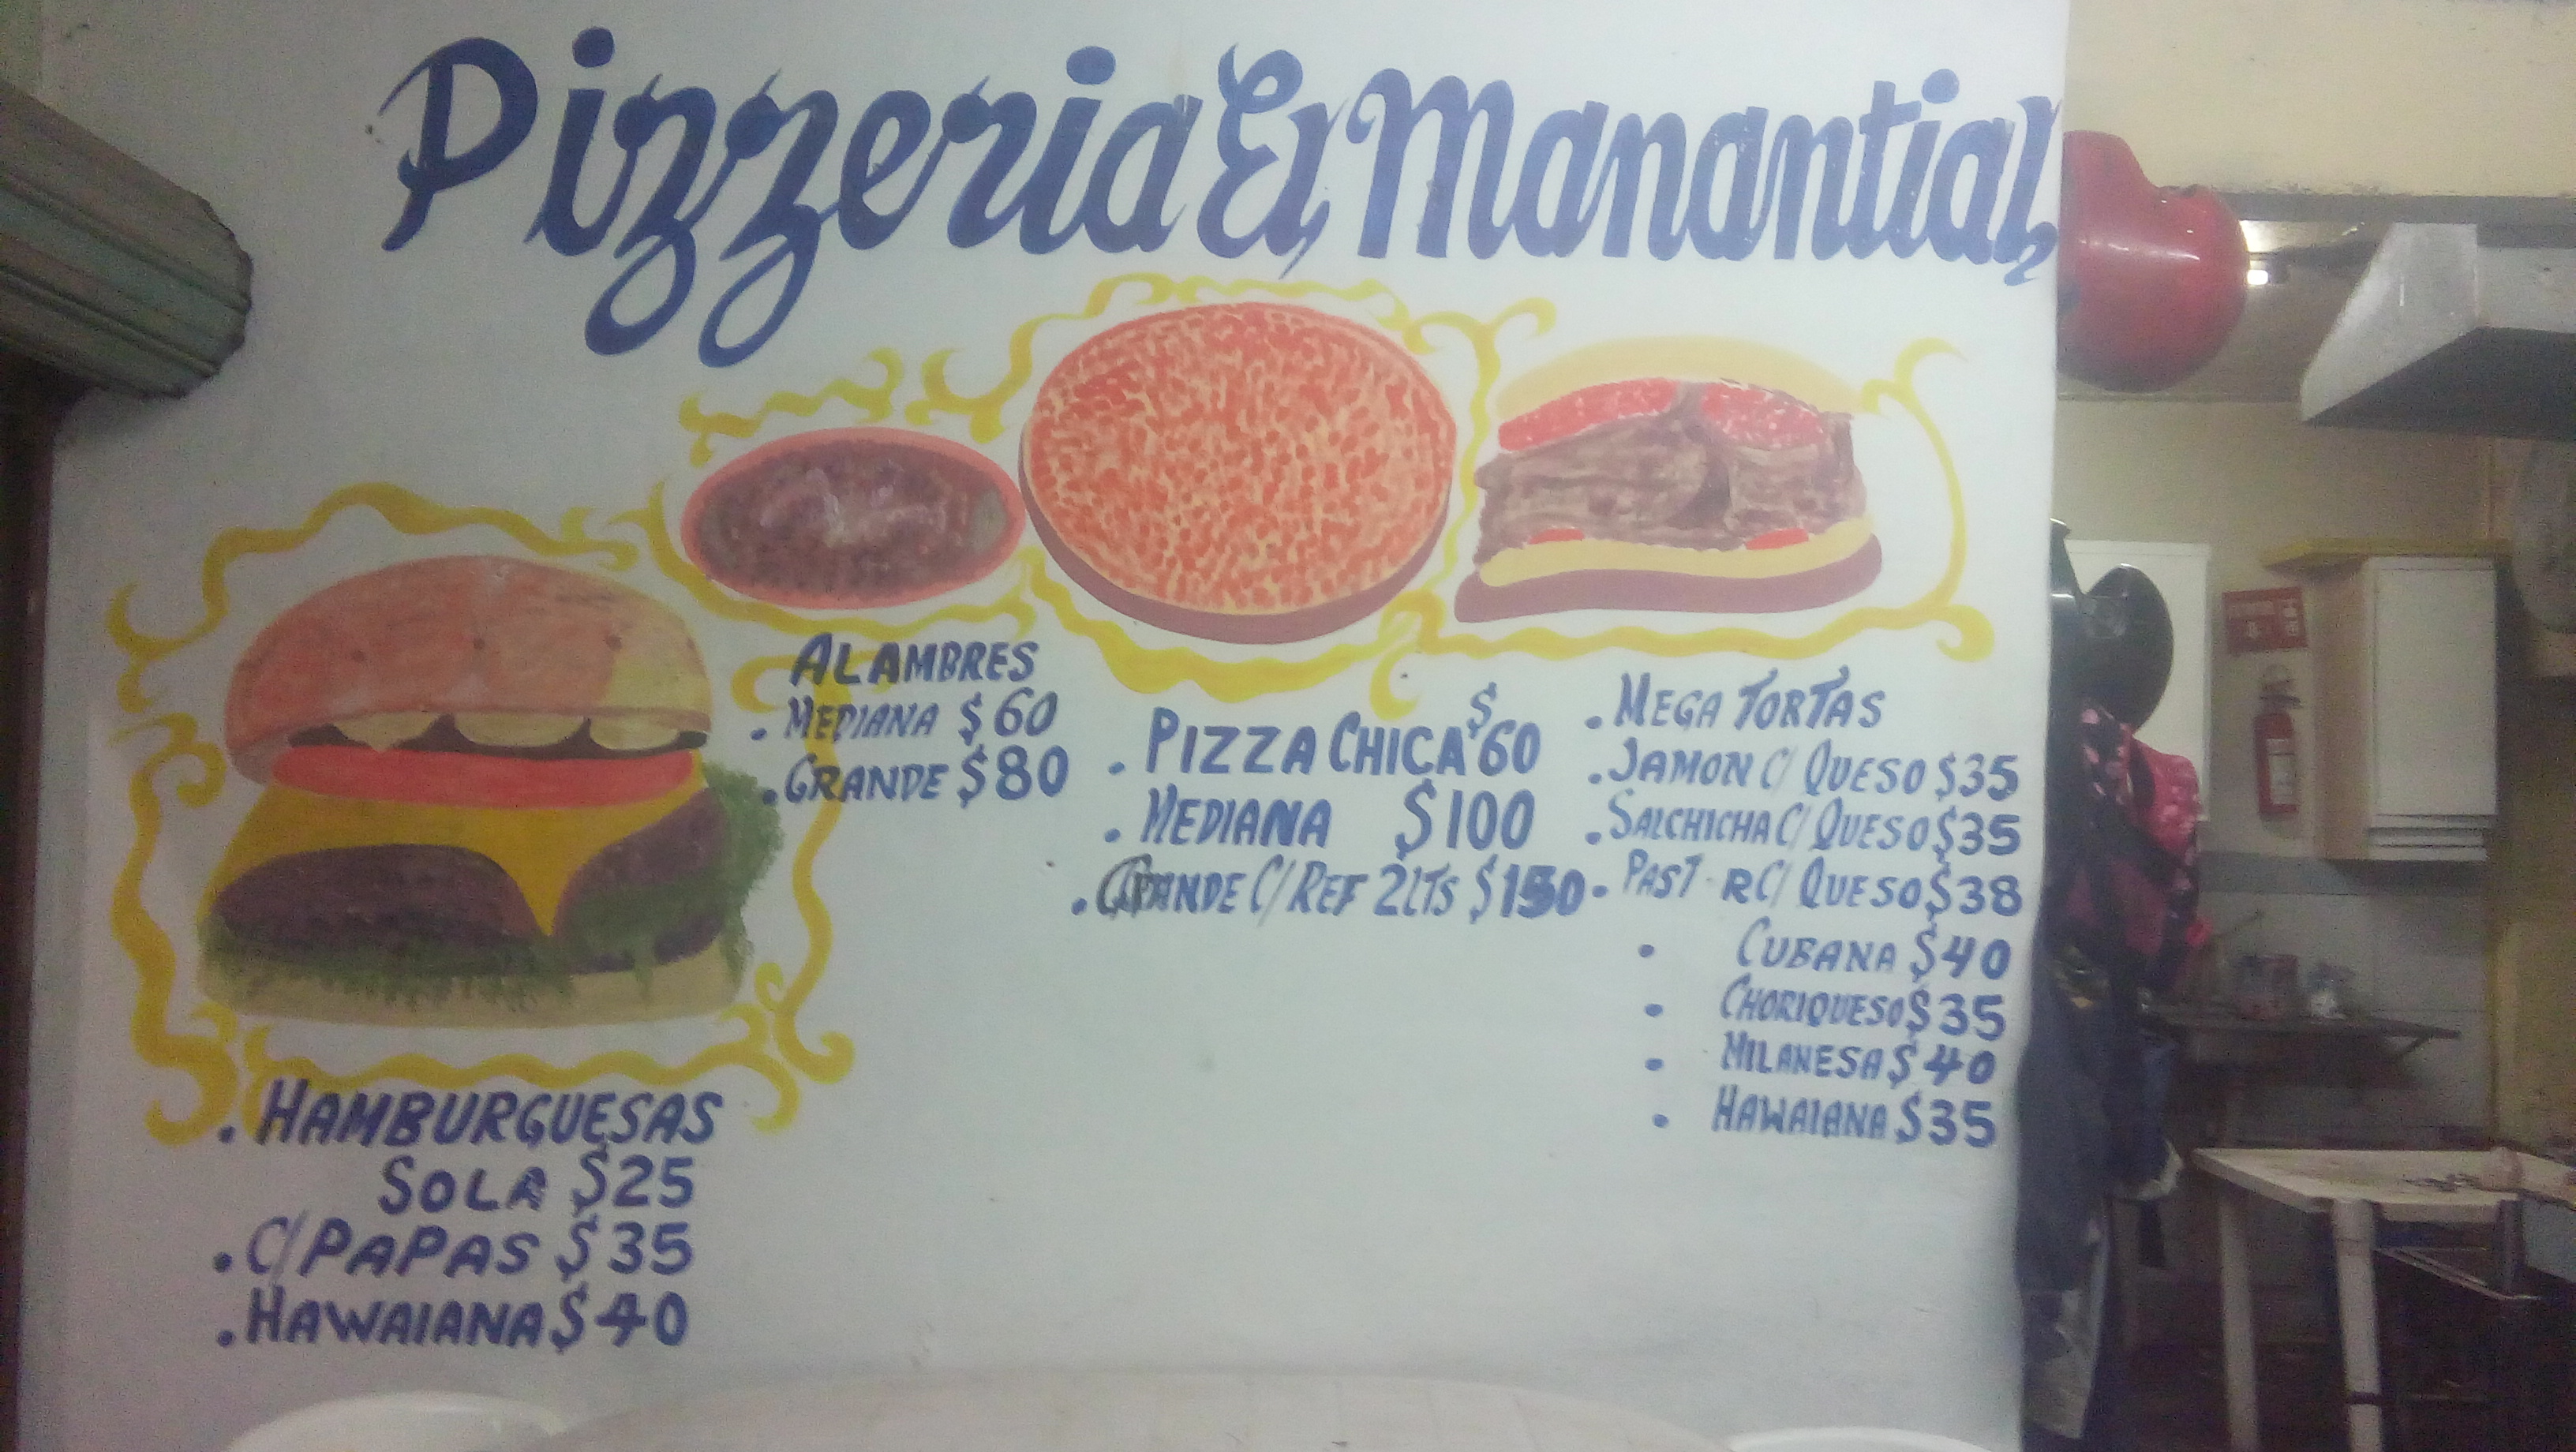 Pizzeria El Manantial
ALAMBRES
. MEDIANA $60
. GRANDE $80
. PIZZA CHICA $60
. MEDIANA $100
. GRANDE C/REF 2LTS $150
. MEGA TORTAS
. JAMON C/ QUESO $35
. SALCHICHA C/ QUESO $35
. PAST R C/ QUESO $38
. CUBANA $40
. CHORIQUESO $35
. MILANESA $40
. HAWAIANA $35
. HAMBURGUESAS
SOLA $25
. C/PAPAS $35
. HAWAIANA $40